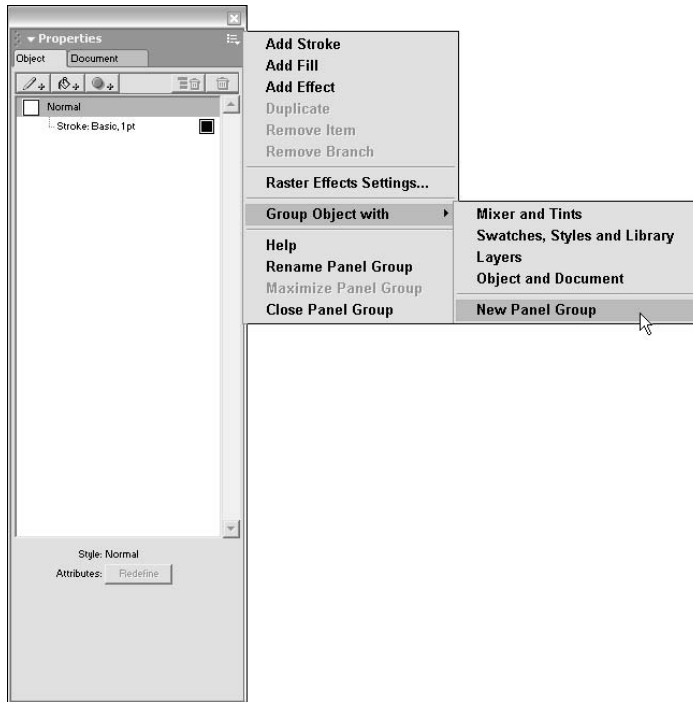 Properties
Object Document
Normal
Stroke: Basic, 1 pt
Style: Normal
Attributes: Redefine
Add Stroke
Add Fill
Add Effect
Duplicate
Remove Item
Remove Branch
Raster Effects Settings...
Group Object with
Help
Rename Panel Group
Maximize Panel Group
Close Panel Group
Mixer and Tints
Swatches, Styles and Library
Layers
Object and Document
New Panel Group